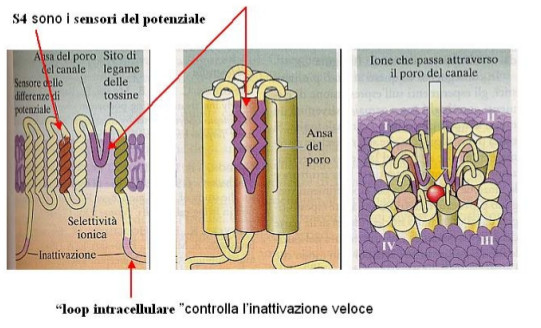 S4 sono i sensori del potenziale
Ansa del poro
del canale
Sito di
legame
delle
tossine
Sensore delle
differenze di
potenziale
Selettività
ionica
Inattivazione
Ansa
del
poro
Ione che passa attraverso
il poro del canale
I
II
III
IV
“loop intracellulare ”controlla l’inattivazione veloce